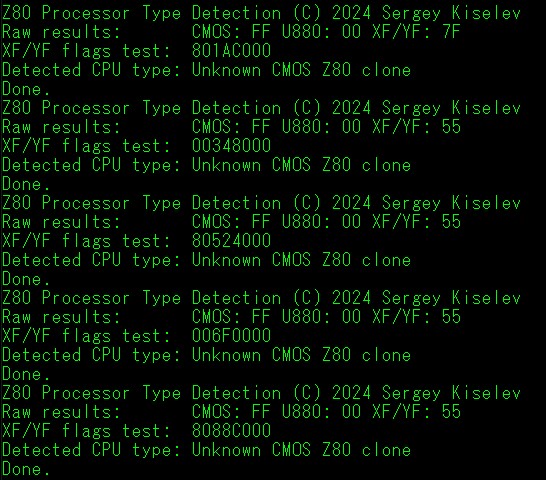 Z80 Processor Type Detection (C) 2024 Sergey Kiselev
Raw results:       CMOS: FF U880: 00 XF/YF: 7F
XF/YF flags test:  801AC000
Detected CPU type: Unknown CMOS Z80 clone
Done.
Z80 Processor Type Detection (C) 2024 Sergey Kiselev
Raw results:       CMOS: FF U880: 00 XF/YF: 55
XF/YF flags test:  00348000
Detected CPU type: Unknown CMOS Z80 clone
Done.
Z80 Processor Type Detection (C) 2024 Sergey Kiselev
Raw results:       CMOS: FF U880: 00 XF/YF: 55
XF/YF flags test:  80524000
Detected CPU type: Unknown CMOS Z80 clone
Done.
Z80 Processor Type Detection (C) 2024 Sergey Kiselev
Raw results:       CMOS: FF U880: 00 XF/YF: 55
XF/YF flags test:  006F0000
Detected CPU type: Unknown CMOS Z80 clone
Done.
Z80 Processor Type Detection (C) 2024 Sergey Kiselev
Raw results:       CMOS: FF U880: 00 XF/YF: 55
XF/YF flags test:  8088C000
Detected CPU type: Unknown CMOS Z80 clone
Done.